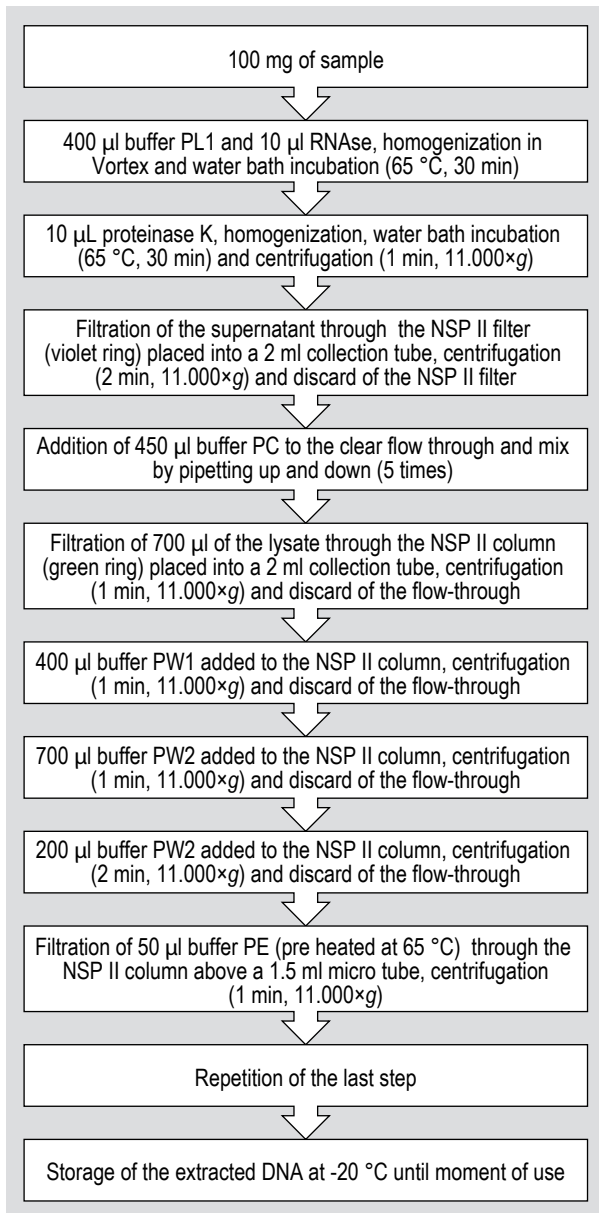 100 mg of sample
400 µl buffer PL1 and 10 µl RNAse, homogenization in
Vortex and water bath incubation (65 °C, 30 min)
10 µL proteinase K, homogenization, water bath incubation
(65 °C, 30 min) and centrifugation (1 min, 11.000×g)
Filtration of the supernatant through the NSP II filter
(violet ring) placed into a 2 ml collection tube, centrifugation
(2 min, 11.000×g) and discard of the NSP II filter
Addition of 450 µl buffer PC to the clear flow through and mix
by pipetting up and down (5 times)
Filtration of 700 µl of the lysate through the NSP II column
(green ring) placed into a 2 ml collection tube, centrifugation
(1 min, 11.000×g) and discard of the flow-through
400 µl buffer PW1 added to the NSP II column, centrifugation
(1 min, 11.000×g) and discard of the flow-through
700 µl buffer PW2 added to the NSP II column, centrifugation
(1 min, 11.000×g) and discard of the flow-through
200 µl buffer PW2 added to the NSP II column, centrifugation
(2 min, 11.000×g) and discard of the flow-through
Filtration of 50 µl buffer PE (pre heated at 65 °C) through the
NSP II column above a 1.5 ml micro tube, centrifugation
(1 min, 11.000×g)
Repetition of the last step
Storage of the extracted DNA at -20 °C until moment of use